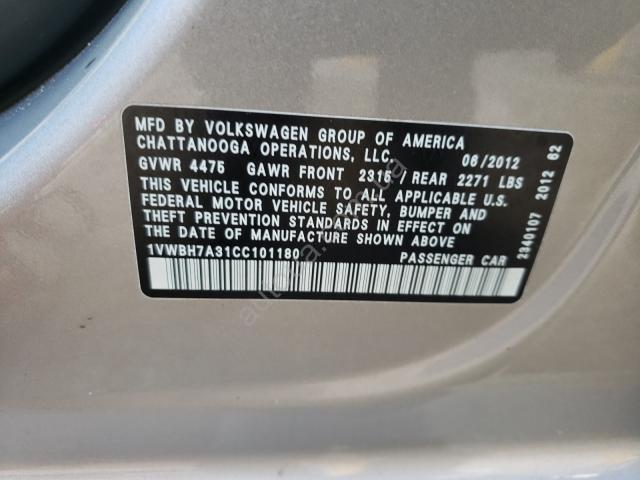 MFD BY VOLKSWAGEN GROUP OF AMERICA
CHATTANOOGA OPERATIONS, LLC. 06/2012
GVWR 4475 GAWR FRONT 2315 / REAR 2271 LBS
THIS VEHICLE CONFORMS TO ALL APPLICABLE U.S.
FEDERAL MOTOR VEHICLE SAFETY, BUMPER AND
THEFT PREVENTION STANDARDS IN EFFECT ON
THE DATE OF MANUFACTURE SHOWN ABOVE
1VWBH7A31CC101180 PASSENGER CAR
2340107 2012 62